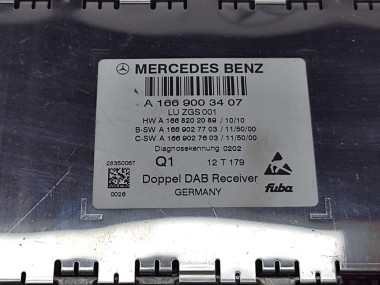 MERCEDES BENZ
A 166 900 34 07
LU ZGS 001
HW A 166 820 20 89 / 10/10
B-SW A 166 902 77 03 / 11/50/00
C-SW A 166 902 76 03 / 11/50/00
Diagnosekennung 0202
28350067 Q1 12 T 179
Doppel DAB Receiver
0026 GERMANY fuba